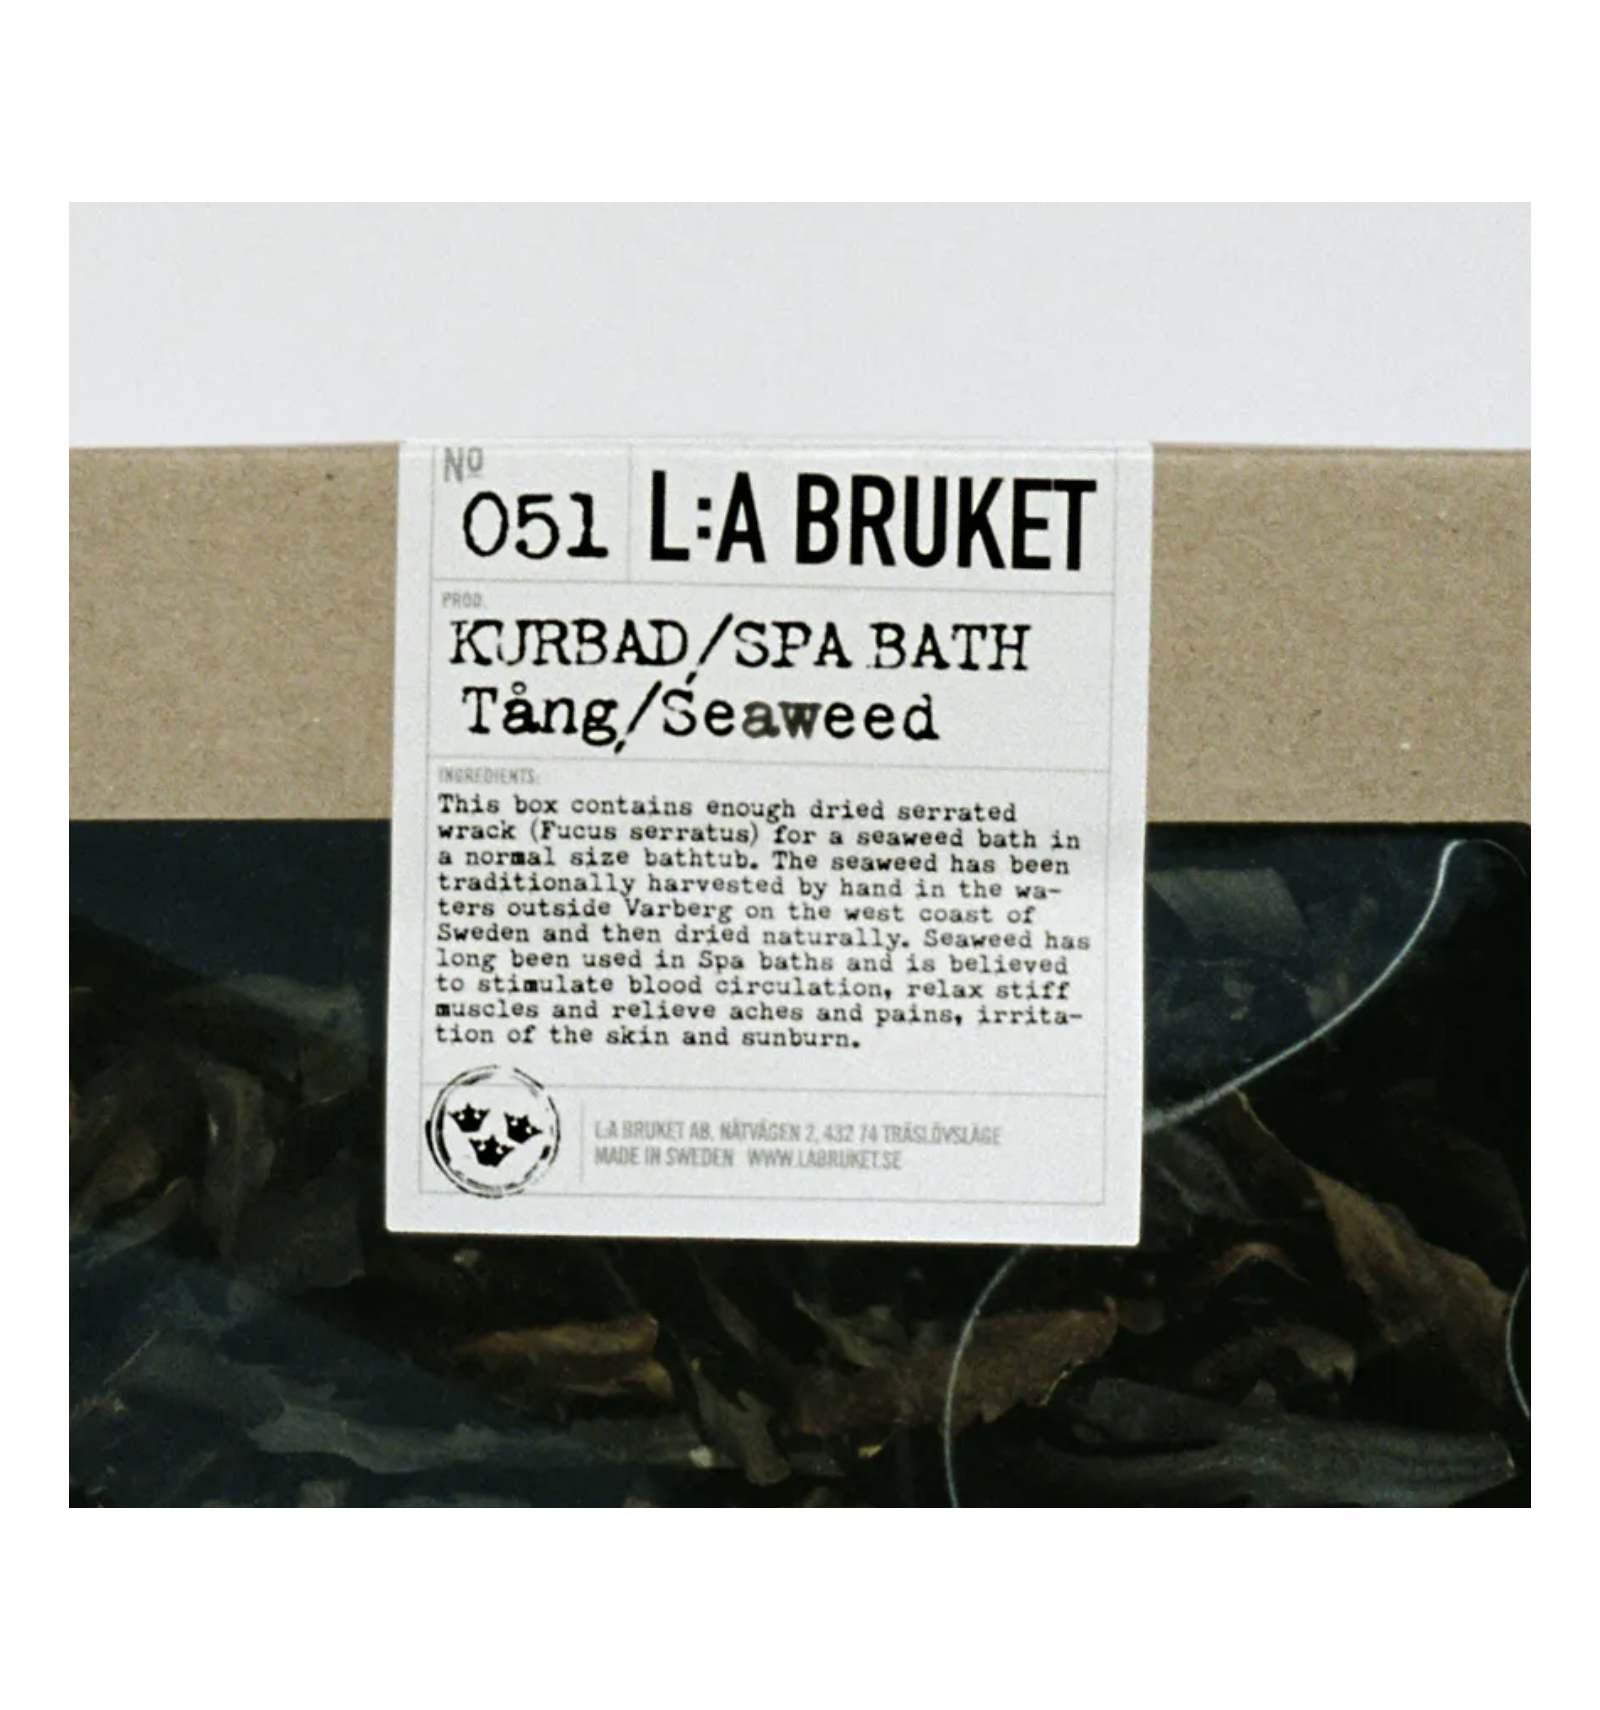 Nº
051 L:A BRUKET
PROD.
KURBAD/SPA BATH
Tång/Seaweed
INGREDIENTS:
This box contains enough dried serrated
wrack (Fucus serratus) for a seaweed bath in
a normal size bathtub. The seaweed has been
traditionally harvested by hand in the wa-
ters outside Varberg on the west coast of
Sweden and then dried naturally. Seaweed has
long been used in Spa baths and is believed
to stimulate blood circulation, relax stiff
muscles and relieve aches and pains, irrita-
tion of the skin and sunburn.
L:A BRUKET AB, NÄTVÄGEN 2, 432 74 TRÄSLÖVSLÄGE
MADE IN SWEDEN WWW.LABRUKET.SE